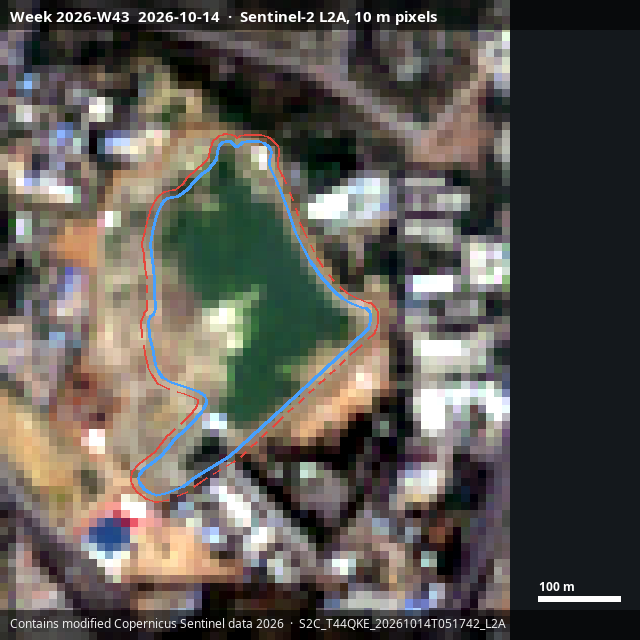 Week 2026-W43 2026-10-14 · Sentinel-2 L2A, 10 m pixels
100 m
Contains modified Copernicus Sentinel data 2026 · S2C_T44QKE_20261014T051742_L2A